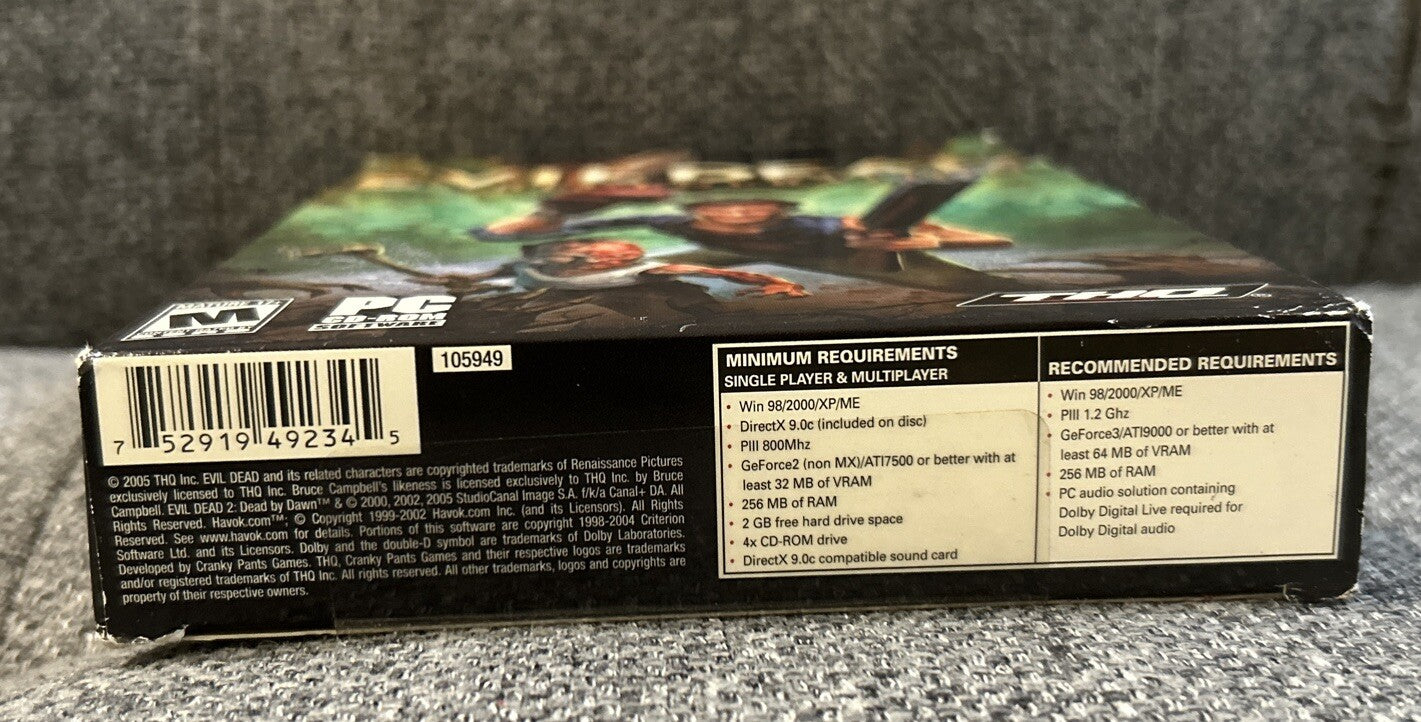 MATURE 17+
M
PC
CD-ROM
SOFTWARE
THQ
7 52919 49234 5
105949
© 2005 THQ Inc. EVIL DEAD and its related characters are copyrighted trademarks of Renaissance Pictures
exclusively licensed to THQ Inc. Bruce Campbell's likeness is licensed exclusively to THQ Inc. by Bruce
Campbell. EVIL DEAD 2: Dead by Dawn™ & © 2000, 2002, 2005 StudioCanal Image S.A. f/k/a Canal+ DA. All
Rights Reserved. Havok.com™; © Copyright 1999-2002 Havok.com Inc. (and its Licensors). All Rights
Reserved. See www.havok.com for details. Portions of this software are copyright 1998-2004 Criterion
Software Ltd. and its Licensors. Dolby and the double-D symbol are trademarks of Dolby Laboratories.
Developed by Cranky Pants Games. THQ, Cranky Pants Games and their respective logos are trademarks
and/or registered trademarks of THQ Inc. All rights reserved. All other trademarks, logos and copyrights are
property of their respective owners.
MINIMUM REQUIREMENTS
SINGLE PLAYER & MULTIPLAYER
• Win 98/2000/XP/ME
• DirectX 9.0c (included on disc)
• PIII 800Mhz
• GeForce2 (non MX)/ATI7500 or better with at
least 32 MB of VRAM
• 256 MB of RAM
• 2 GB free hard drive space
• 4x CD-ROM drive
• DirectX 9.0c compatible sound card
RECOMMENDED REQUIREMENTS
• Win 98/2000/XP/ME
• PIII 1.2 Ghz
• GeForce3/ATI9000 or better with at
least 64 MB of VRAM
• 256 MB of RAM
• PC audio solution containing
Dolby Digital Live required for
Dolby Digital audio